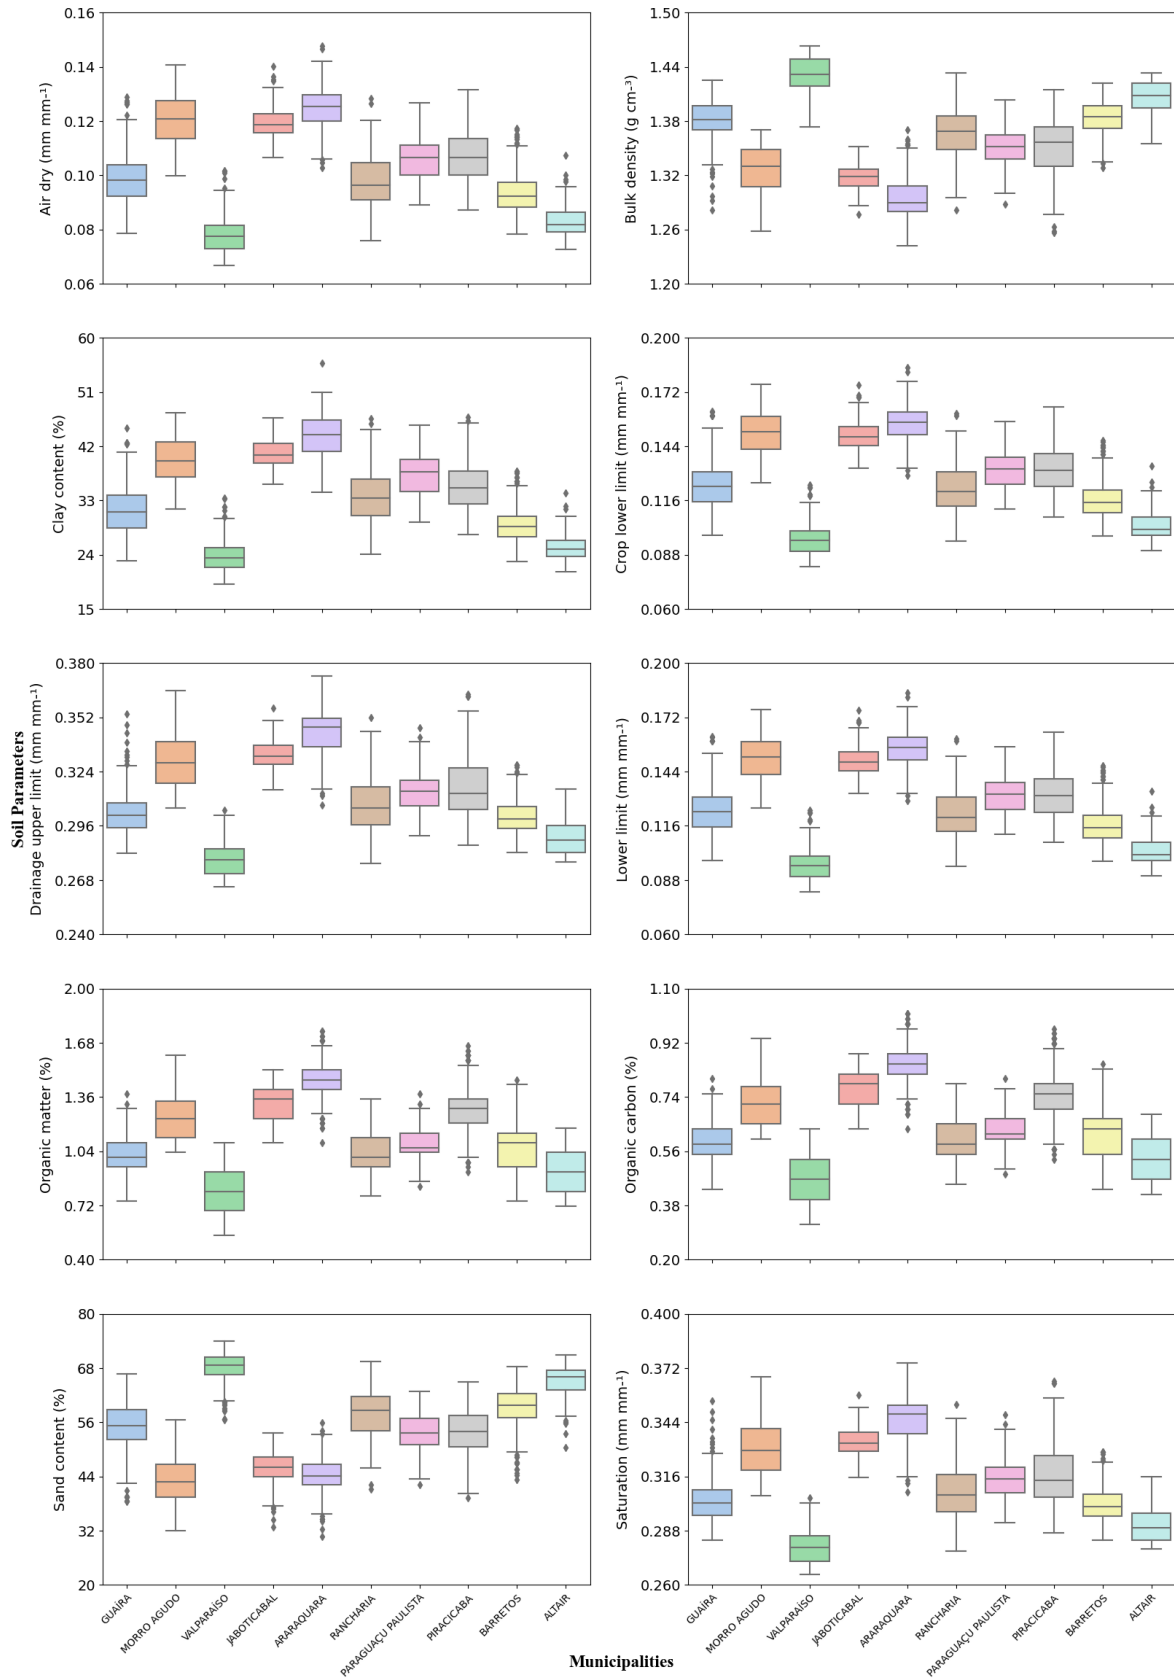 0.16
0.14
0.12
0.10
0.08
0.06
Air dry (mm mm⁻¹)
1.50
1.44
1.38
1.32
1.26
1.20
Bulk density (g cm-³)
60
51
42
33
24
15
Clay content (%)
0.200
0.172
0.144
0.116
0.088
0.060
Crop lower limit (mm mm⁻¹)
Soil Parameters
0.380
0.352
0.324
0.296
0.268
0.240
Drainage upper limit (mm mm⁻¹)
0.200
0.172
0.144
0.116
0.088
0.060
Lower limit (mm mm⁻¹)
2.00
1.68
1.36
1.04
0.72
0.40
Organic matter (%)
1.10
0.92
0.74
0.56
0.38
0.20
Organic carbon (%)
80
68
56
44
32
20
Sand content (%)
0.400
0.372
0.344
0.316
0.288
0.260
Saturation (mm mm⁻¹)
GUAÍRA
MORRO AGUDO
VALPARAÍSO
JABOTICABAL
ARARAQUARA
RANCHARIA
PARAGUAÇU PAULISTA
PIRACICABA
BARRETOS
ALTAIR
GUAÍRA
MORRO AGUDO
VALPARAÍSO
JABOTICABAL
ARARAQUARA
RANCHARIA
PARAGUAÇU PAULISTA
PIRACICABA
BARRETOS
ALTAIR
Municipalities